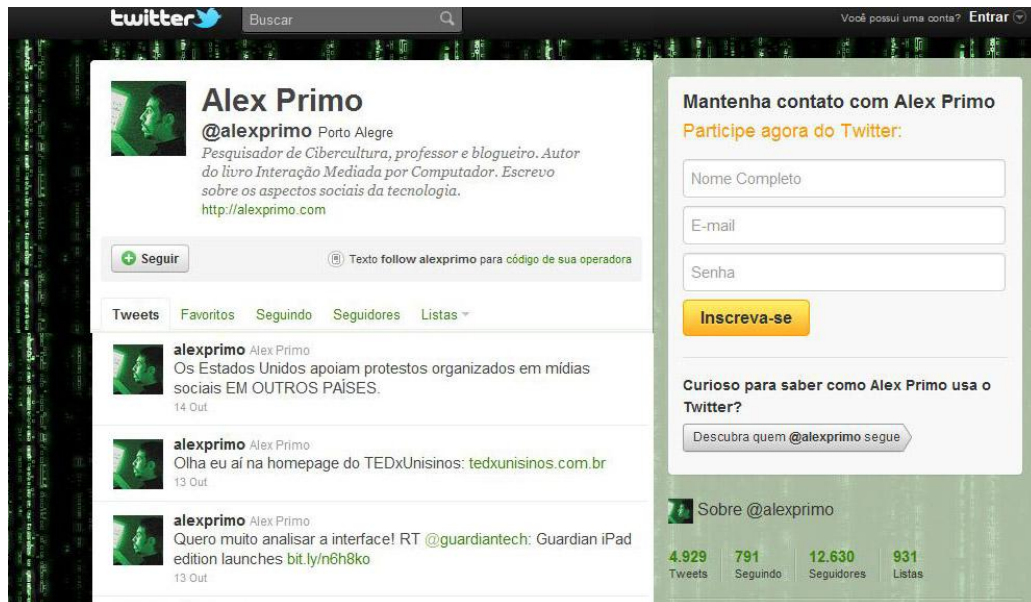 twitter
Buscar
Você possui uma conta? Entrar
Alex Primo
@alexprimo Porto Alegre
Pesquisador de Cibercultura, professor e blogueiro. Autor
do livro Interação Mediada por Computador. Escrevo
sobre os aspectos sociais da tecnologia.
http://alexprimo.com
Seguir
Texto follow alexprimo para código de sua operadora
Tweets Favoritos Seguindo Seguidores Listas
alexprimo Alex Primo
Os Estados Unidos apoiam protestos organizados em mídias
sociais EM OUTROS PAÍSES.
14 Out
alexprimo Alex Primo
Olha eu aí na homepage do TEDxUnisinos: tedxunisinos.com.br
13 Out
alexprimo Alex Primo
Quero muito analisar a interface! RT @guardiantech: Guardian iPad
edition launches bit.ly/n6h8ko
13 Out
Mantenha contato com Alex Primo
Participe agora do Twitter:
Nome Completo
E-mail
Senha
Inscreva-se
Curioso para saber como Alex Primo usa o
Twitter?
Descubra quem @alexprimo segue
Sobre @alexprimo
4.929 791 12.630 931
Tweets Seguindo Seguidores Listas